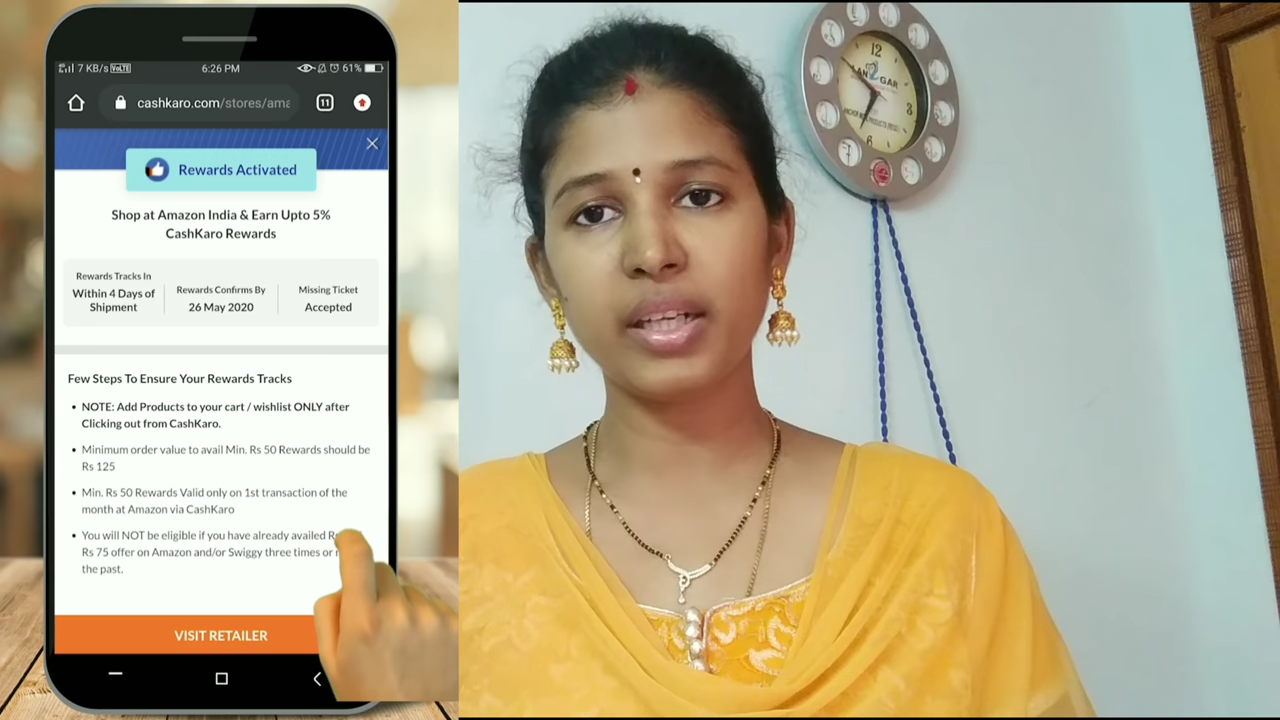 7 KB/s VoLTE 6:26 PM 61%
cashkaro.com/stores/ama
11
Rewards Activated
Shop at Amazon India & Earn Upto 5%
CashKaro Rewards
Rewards Tracks In
Within 4 Days of
Shipment
Rewards Confirms By
26 May 2020
Missing Ticket
Accepted
Few Steps To Ensure Your Rewards Tracks
• NOTE: Add Products to your cart / wishlist ONLY after
Clicking out from CashKaro.
• Minimum order value to avail Min. Rs 50 Rewards should be
Rs 125
• Min. Rs 50 Rewards Valid only on 1st transaction of the
month at Amazon via CashKaro
• You will NOT be eligible if you have already availed
Rs 75 offer on Amazon and/or Swiggy three times or
the past.
VISIT RETAILER
12
3
6